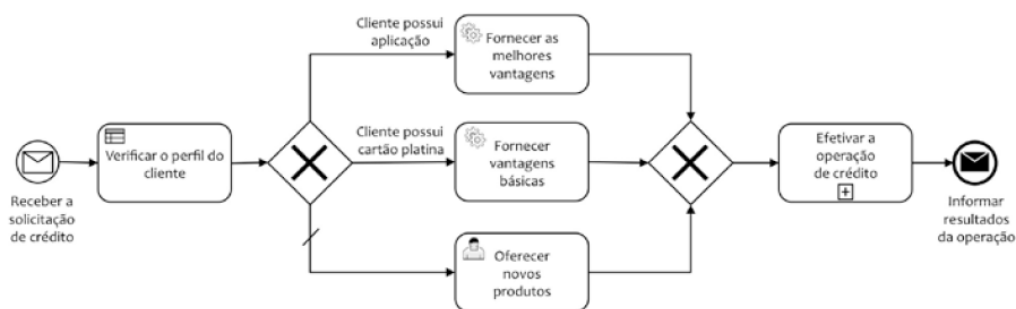 Cliente possui
aplicação
Fornecer as
melhores
vantagens
Verificar o perfil do
cliente
Cliente possui
cartão platina
Fornecer
vantagens
básicas
Efetivar a
operação
de crédito
Receber a
solicitação
de crédito
Informar
resultados
da operação
Oferecer
novos
produtos